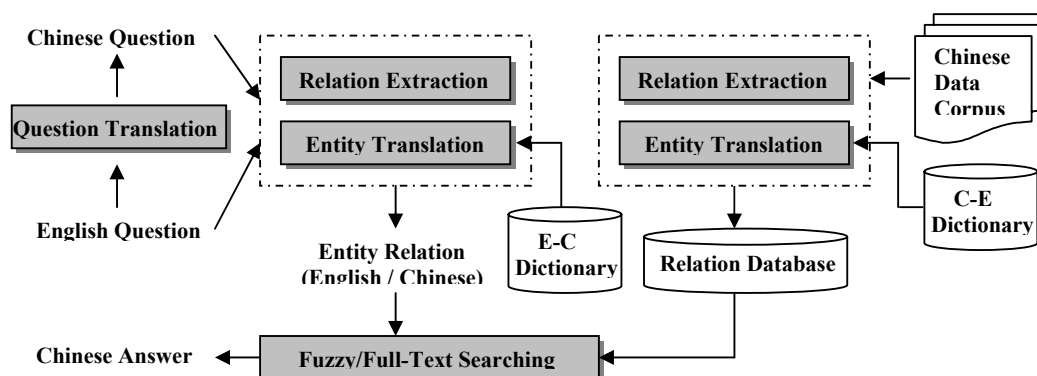 Chinese Question
Question Translation
English Question
Relation Extraction
Entity Translation
Entity Relation
(English / Chinese)
E-C
Dictionary
Relation Extraction
Entity Translation
Relation Database
Chinese
Data
Corpus
C-E
Dictionary
Fuzzy/Full-Text Searching
Chinese Answer